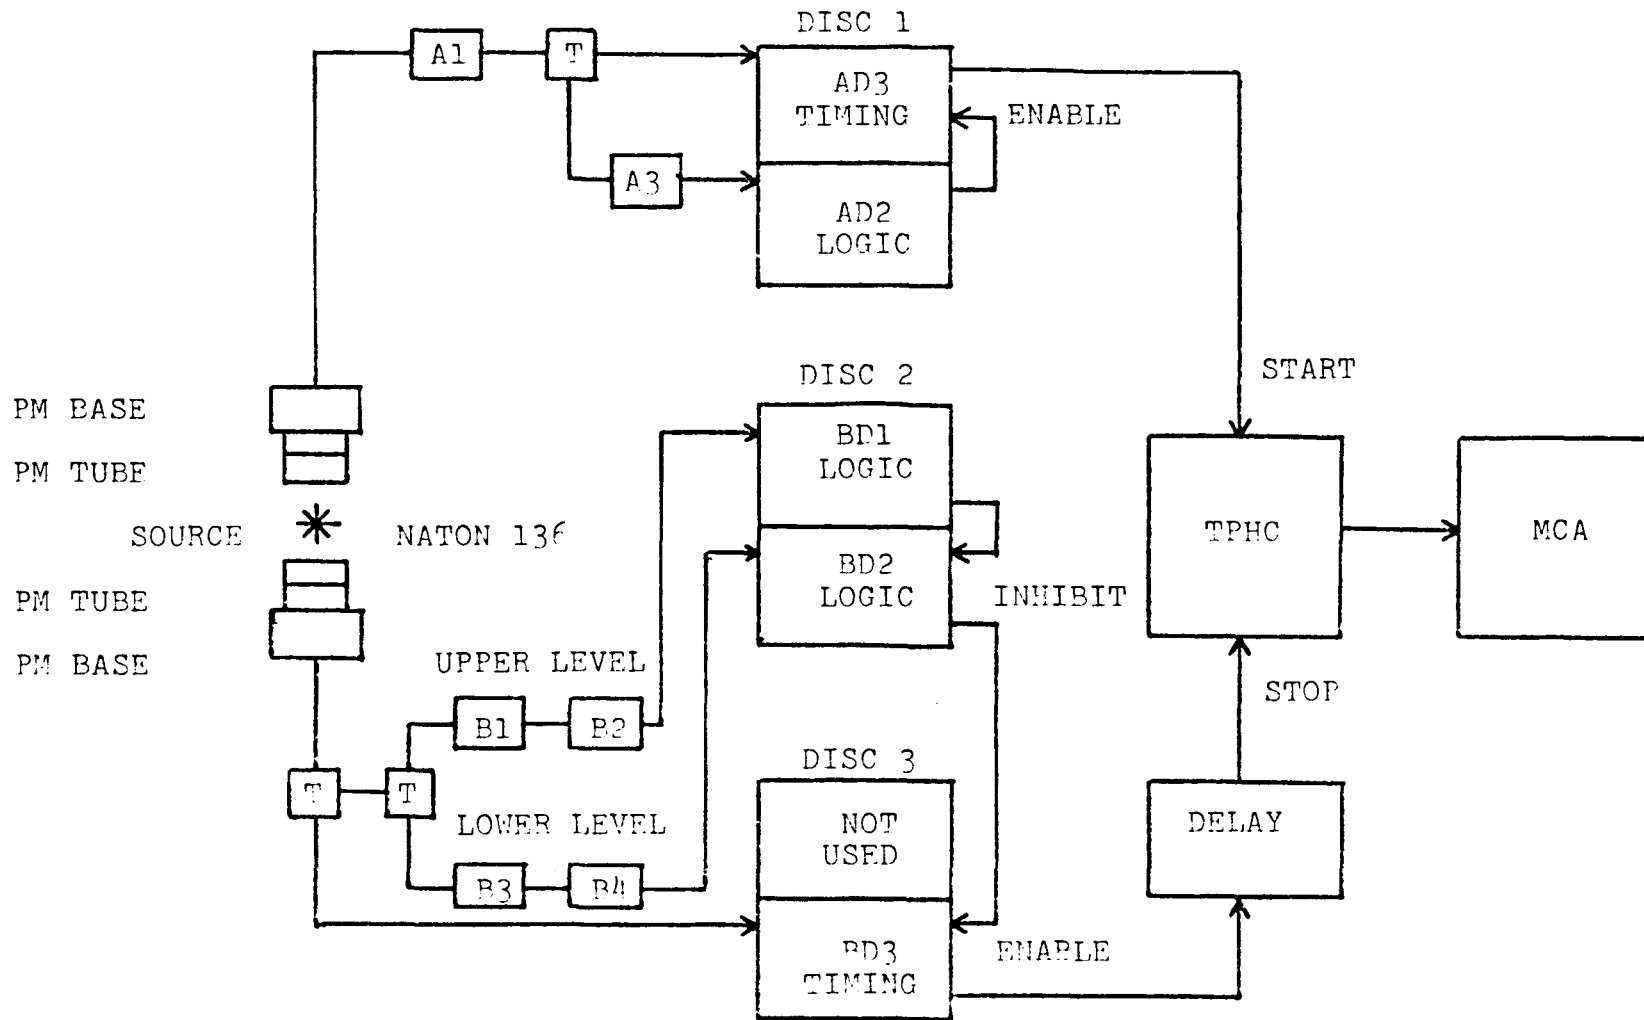 DISC 1
A1
T
AD3
TIMING
ENABLE
A3
AD2
LOGIC
START
DISC 2
PM BASE
BD1
LOGIC
PM TUBE
SOURCE
NATON 136
TPHC
MCA
BD2
LOGIC
INHIBIT
PM TUBE
PM BASE
UPPER LEVEL
STOP
B1
B2
DISC 3
T
T
LOWER LEVEL
NOT
USED
DELAY
B3
B4
BD3
TIMING
ENABLE